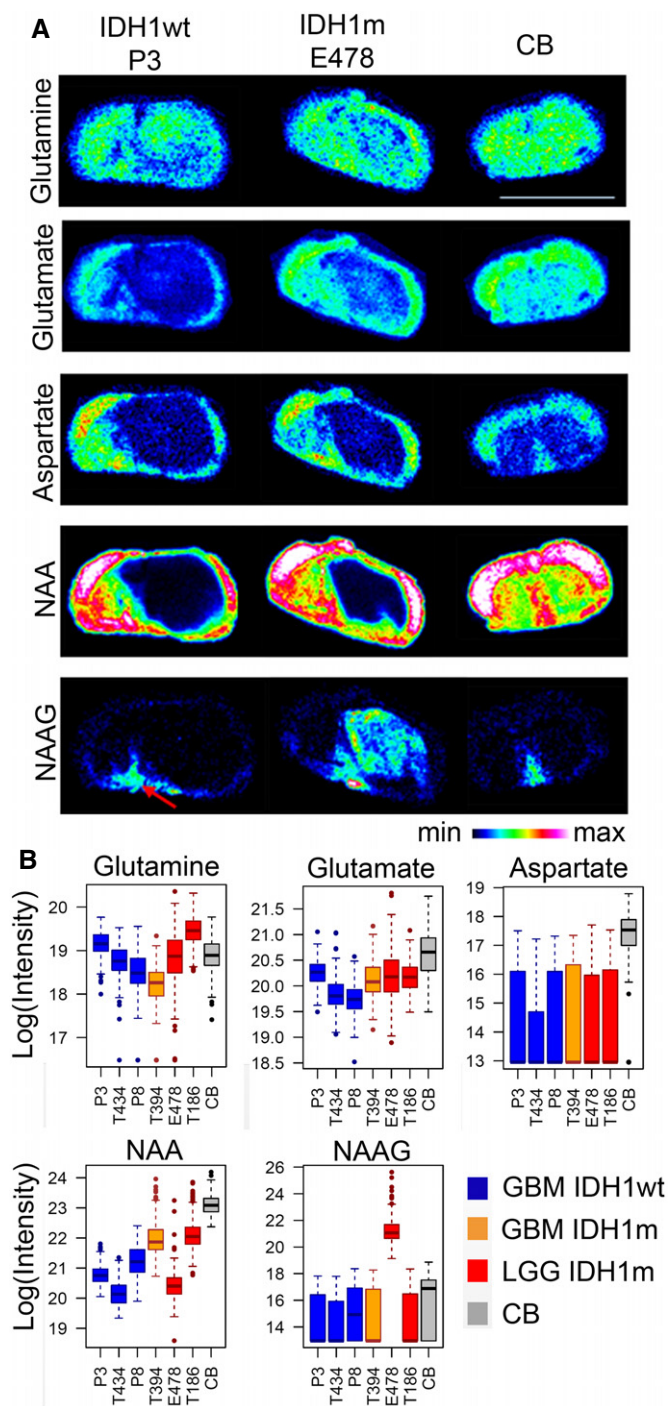 A
IDH1wt
P3
IDH1m
E478
CB
Glutamine
Glutamate
Aspartate
NAA
NAAG
min max
B
Glutamine
Log(Intensity)
20
19
18
17
P3
T434
P8
T394
E478
T186
CB
Glutamate
21.5
21.0
20.5
20.0
19.5
19.0
18.5
P3
T434
P8
T394
E478
T186
CB
Aspartate
19
18
17
16
15
14
13
P3
T434
P8
T394
E478
T186
CB
NAA
Log(Intensity)
24
23
22
21
20
19
P3
T434
P8
T394
E478
T186
CB
NAAG
26
24
22
20
18
16
14
P3
T434
P8
T394
E478
T186
CB
GBM IDH1wt
GBM IDH1m
LGG IDH1m
CB